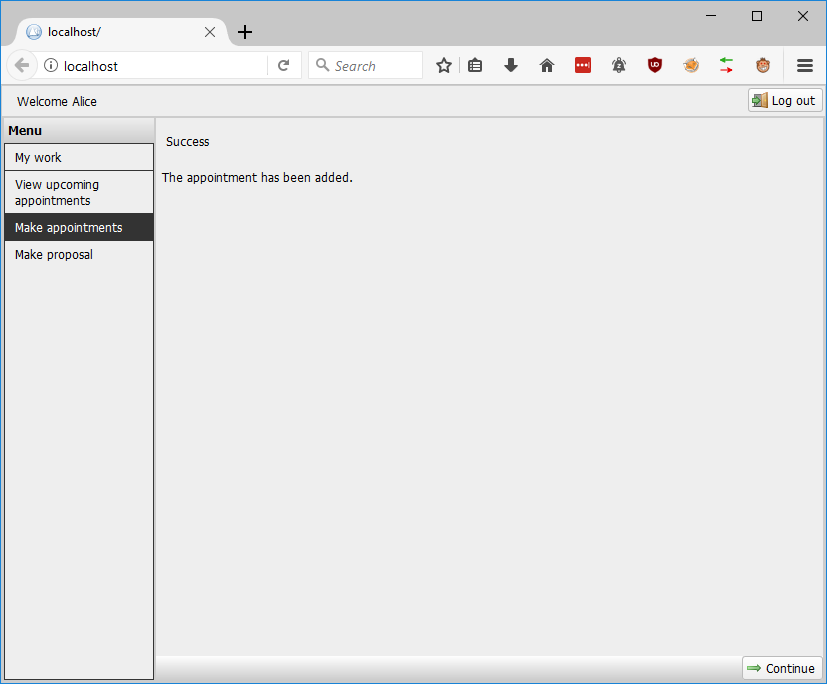 localhost/
localhost
Search
Welcome Alice
Log out
Menu
My work
View upcoming
appointments
Make appointments
Make proposal
Success
The appointment has been added.
Continue